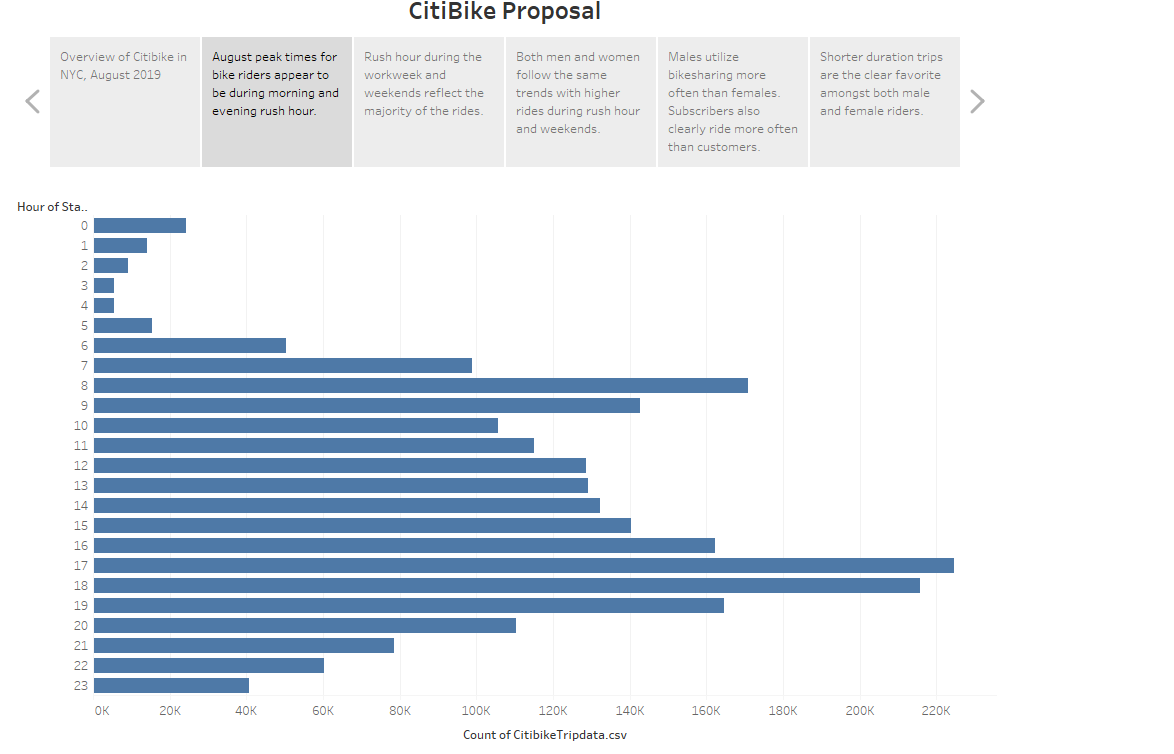 CitiBike Proposal
Overview of Citibike in
NYC, August 2019
August peak times for
bike riders appear to
be during morning and
evening rush hour.
Rush hour during the
workweek and
weekends reflect the
majority of the rides.
Both men and women
follow the same
trends with higher
rides during rush hour
and weekends.
Males utilize
bikesharing more
often than females.
Subscribers also
clearly ride more often
than customers.
Shorter duration trips
are the clear favorite
amongst both male
and female riders.
Hour of Sta..
0
1
2
3
4
5
6
7
8
9
10
11
12
13
14
15
16
17
18
19
20
21
22
23
0K 20K 40K 60K 80K 100K 120K 140K 160K 180K 200K 220K
Count of CitibikeTripdata.csv